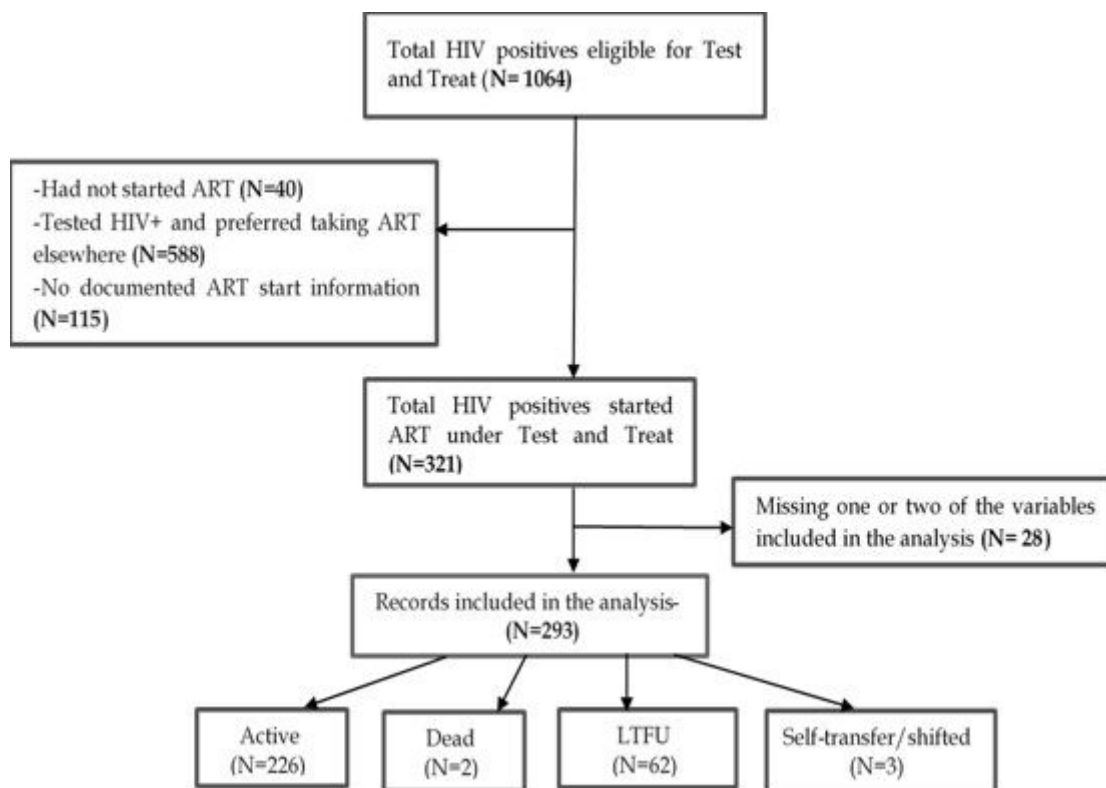 Total HIV positives eligible for Test
and Treat (N= 1064)
-Had not started ART (N=40)
-Tested HIV+ and preferred taking ART
elsewhere (N=588)
-No documented ART start information
(N=115)
Total HIV positives started
ART under Test and Treat
(N=321)
Missing one or two of the variables
included in the analysis (N= 28)
Records included in the analysis-
(N=293)
Active
(N=226)
Dead
(N=2)
LTFU
(N=62)
Self-transfer/shifted
(N=3)